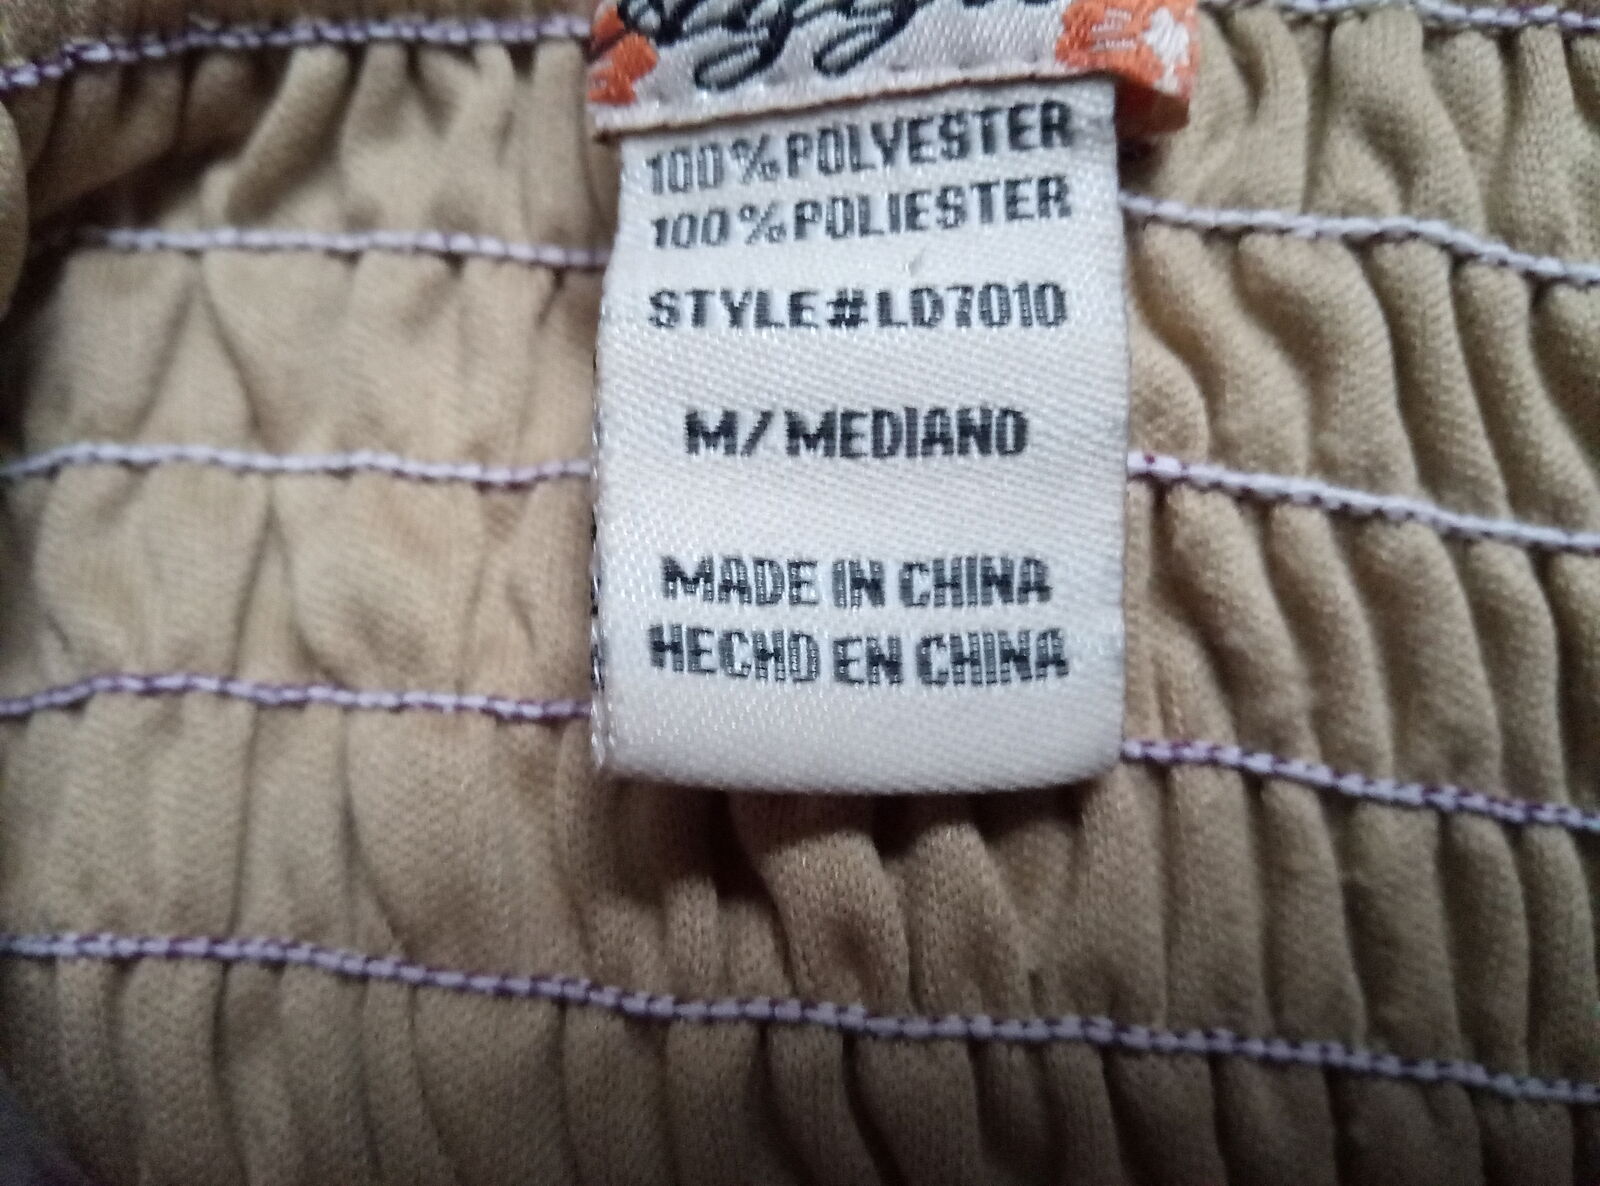 100%POLYESTER
100%POLIESTER
STYLE#LD7010
M/ MEDIANO
MADE IN CHINA
HECHO EN CHINA